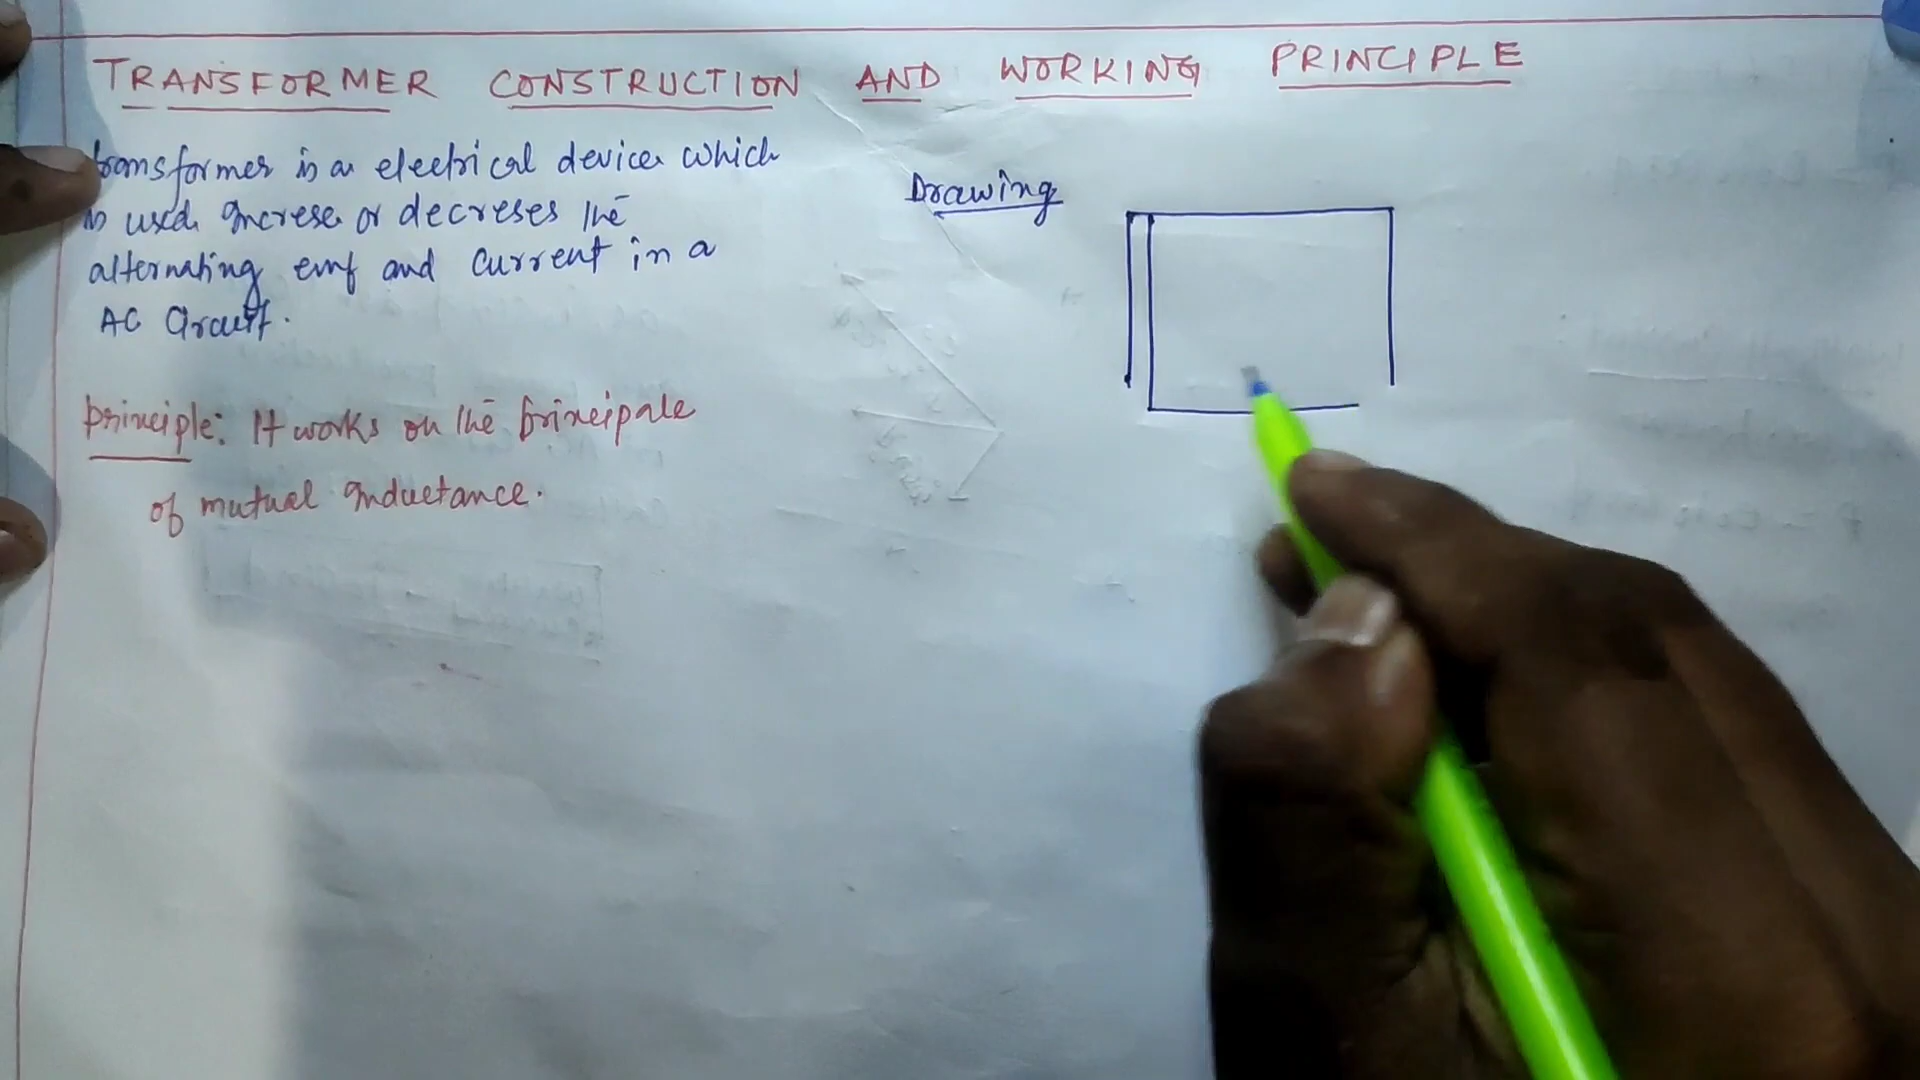 TRANSFORMER CONSTRUCTION AND WORKING PRINCIPLE
transformer is a electrical device which
is used increse or decreses the
alternating emf and current in a
AC Circuit.
Drawing
principle: It works on the principale
of mutual inductance.